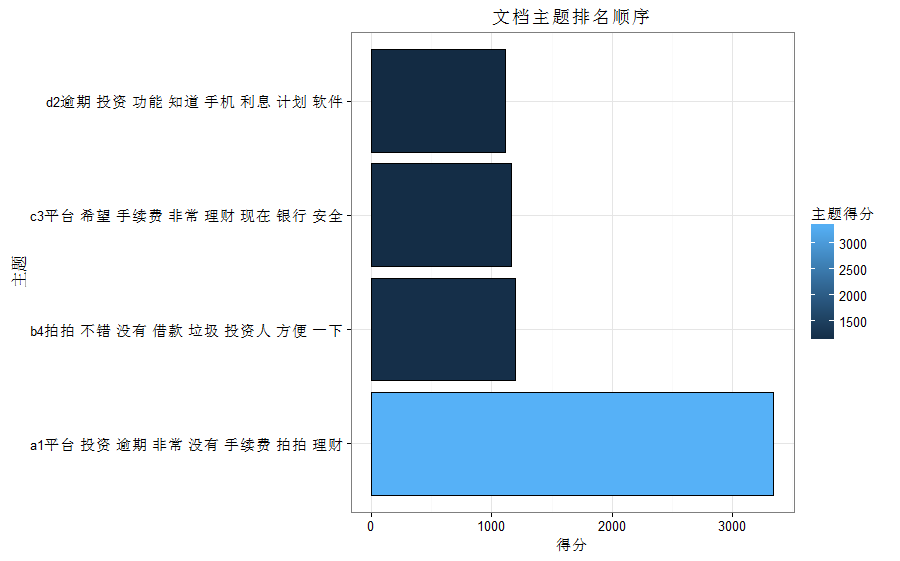 文档主题排名顺序
主题
d2逾期 投资 功能 知道 手机 利息 计划 软件
c3平台 希望 手续费 非常 理财 现在 银行 安全
b4拍拍 不错 没有 借款 垃圾 投资人 方便 一下
a1平台 投资 逾期 非常 没有 手续费 拍拍 理财
0 1000 2000 3000
得分
主题得分
3000
2500
2000
1500